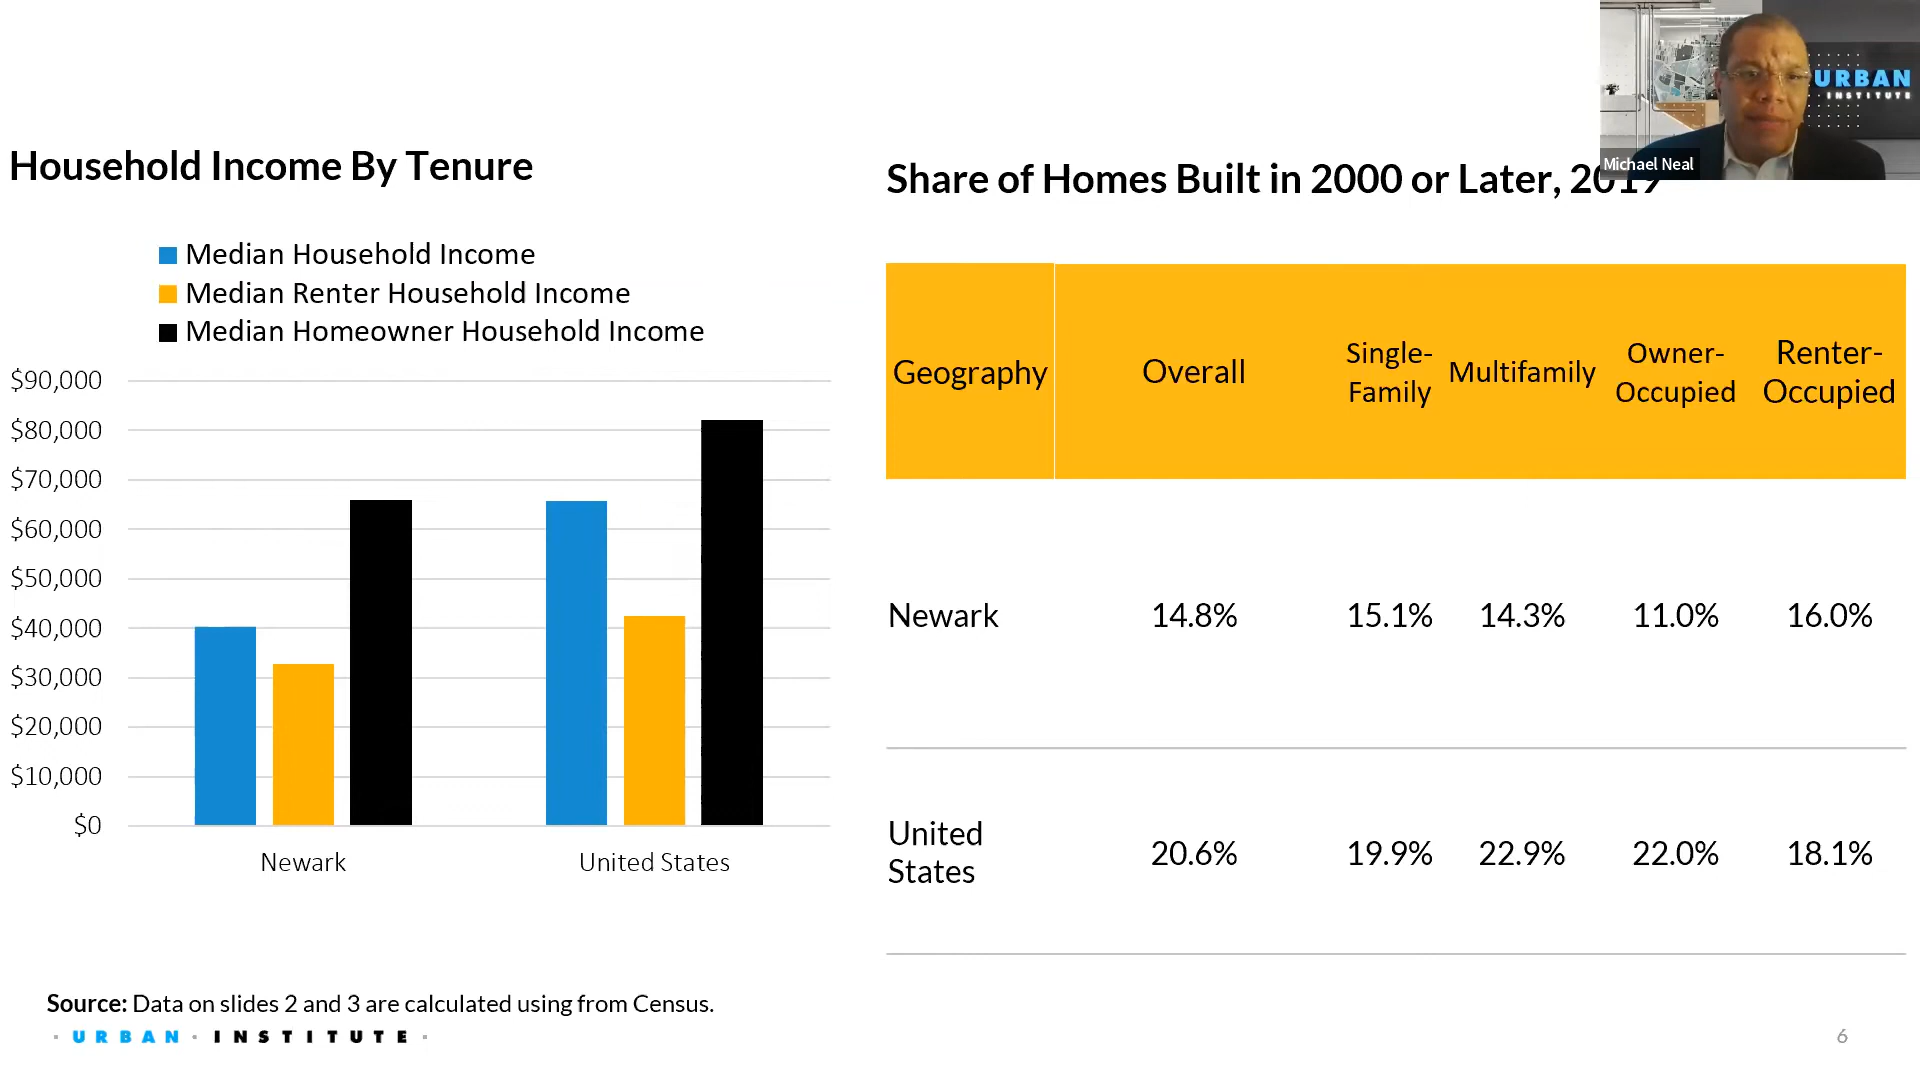 URBAN
INSTITUTE
Michael Neal
Household Income By Tenure
Median Household Income
Median Renter Household Income
Median Homeowner Household Income
$90,000
$80,000
$70,000
$60,000
$50,000
$40,000
$30,000
$20,000
$10,000
$0
Newark United States
Share of Homes Built in 2000 or Later, 2019
Geography Overall Single-Family Multifamily Owner-Occupied Renter-Occupied
Newark 14.8% 15.1% 14.3% 11.0% 16.0%
United States 20.6% 19.9% 22.9% 22.0% 18.1%
Source: Data on slides 2 and 3 are calculated using from Census.
· URBAN · INSTITUTE ·
6